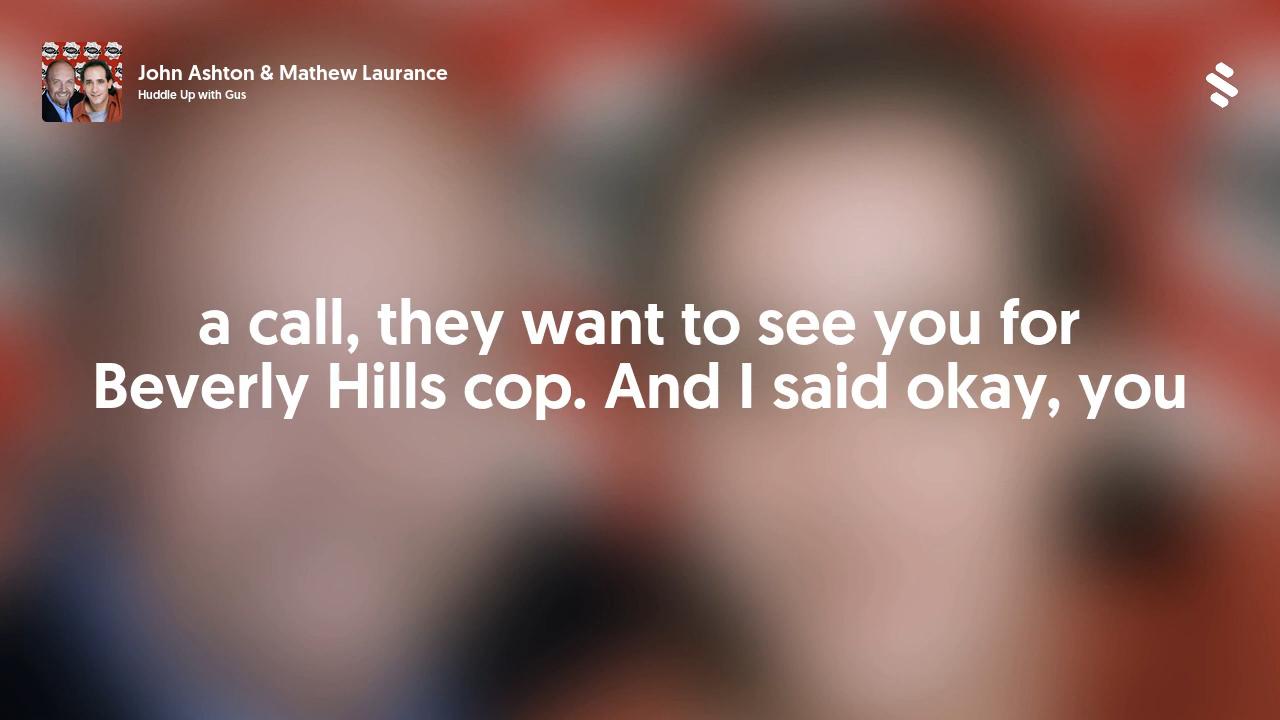 John Ashton & Mathew Laurance
Huddle Up with Gus
a call, they want to see you for
Beverly Hills cop. And I said okay, you